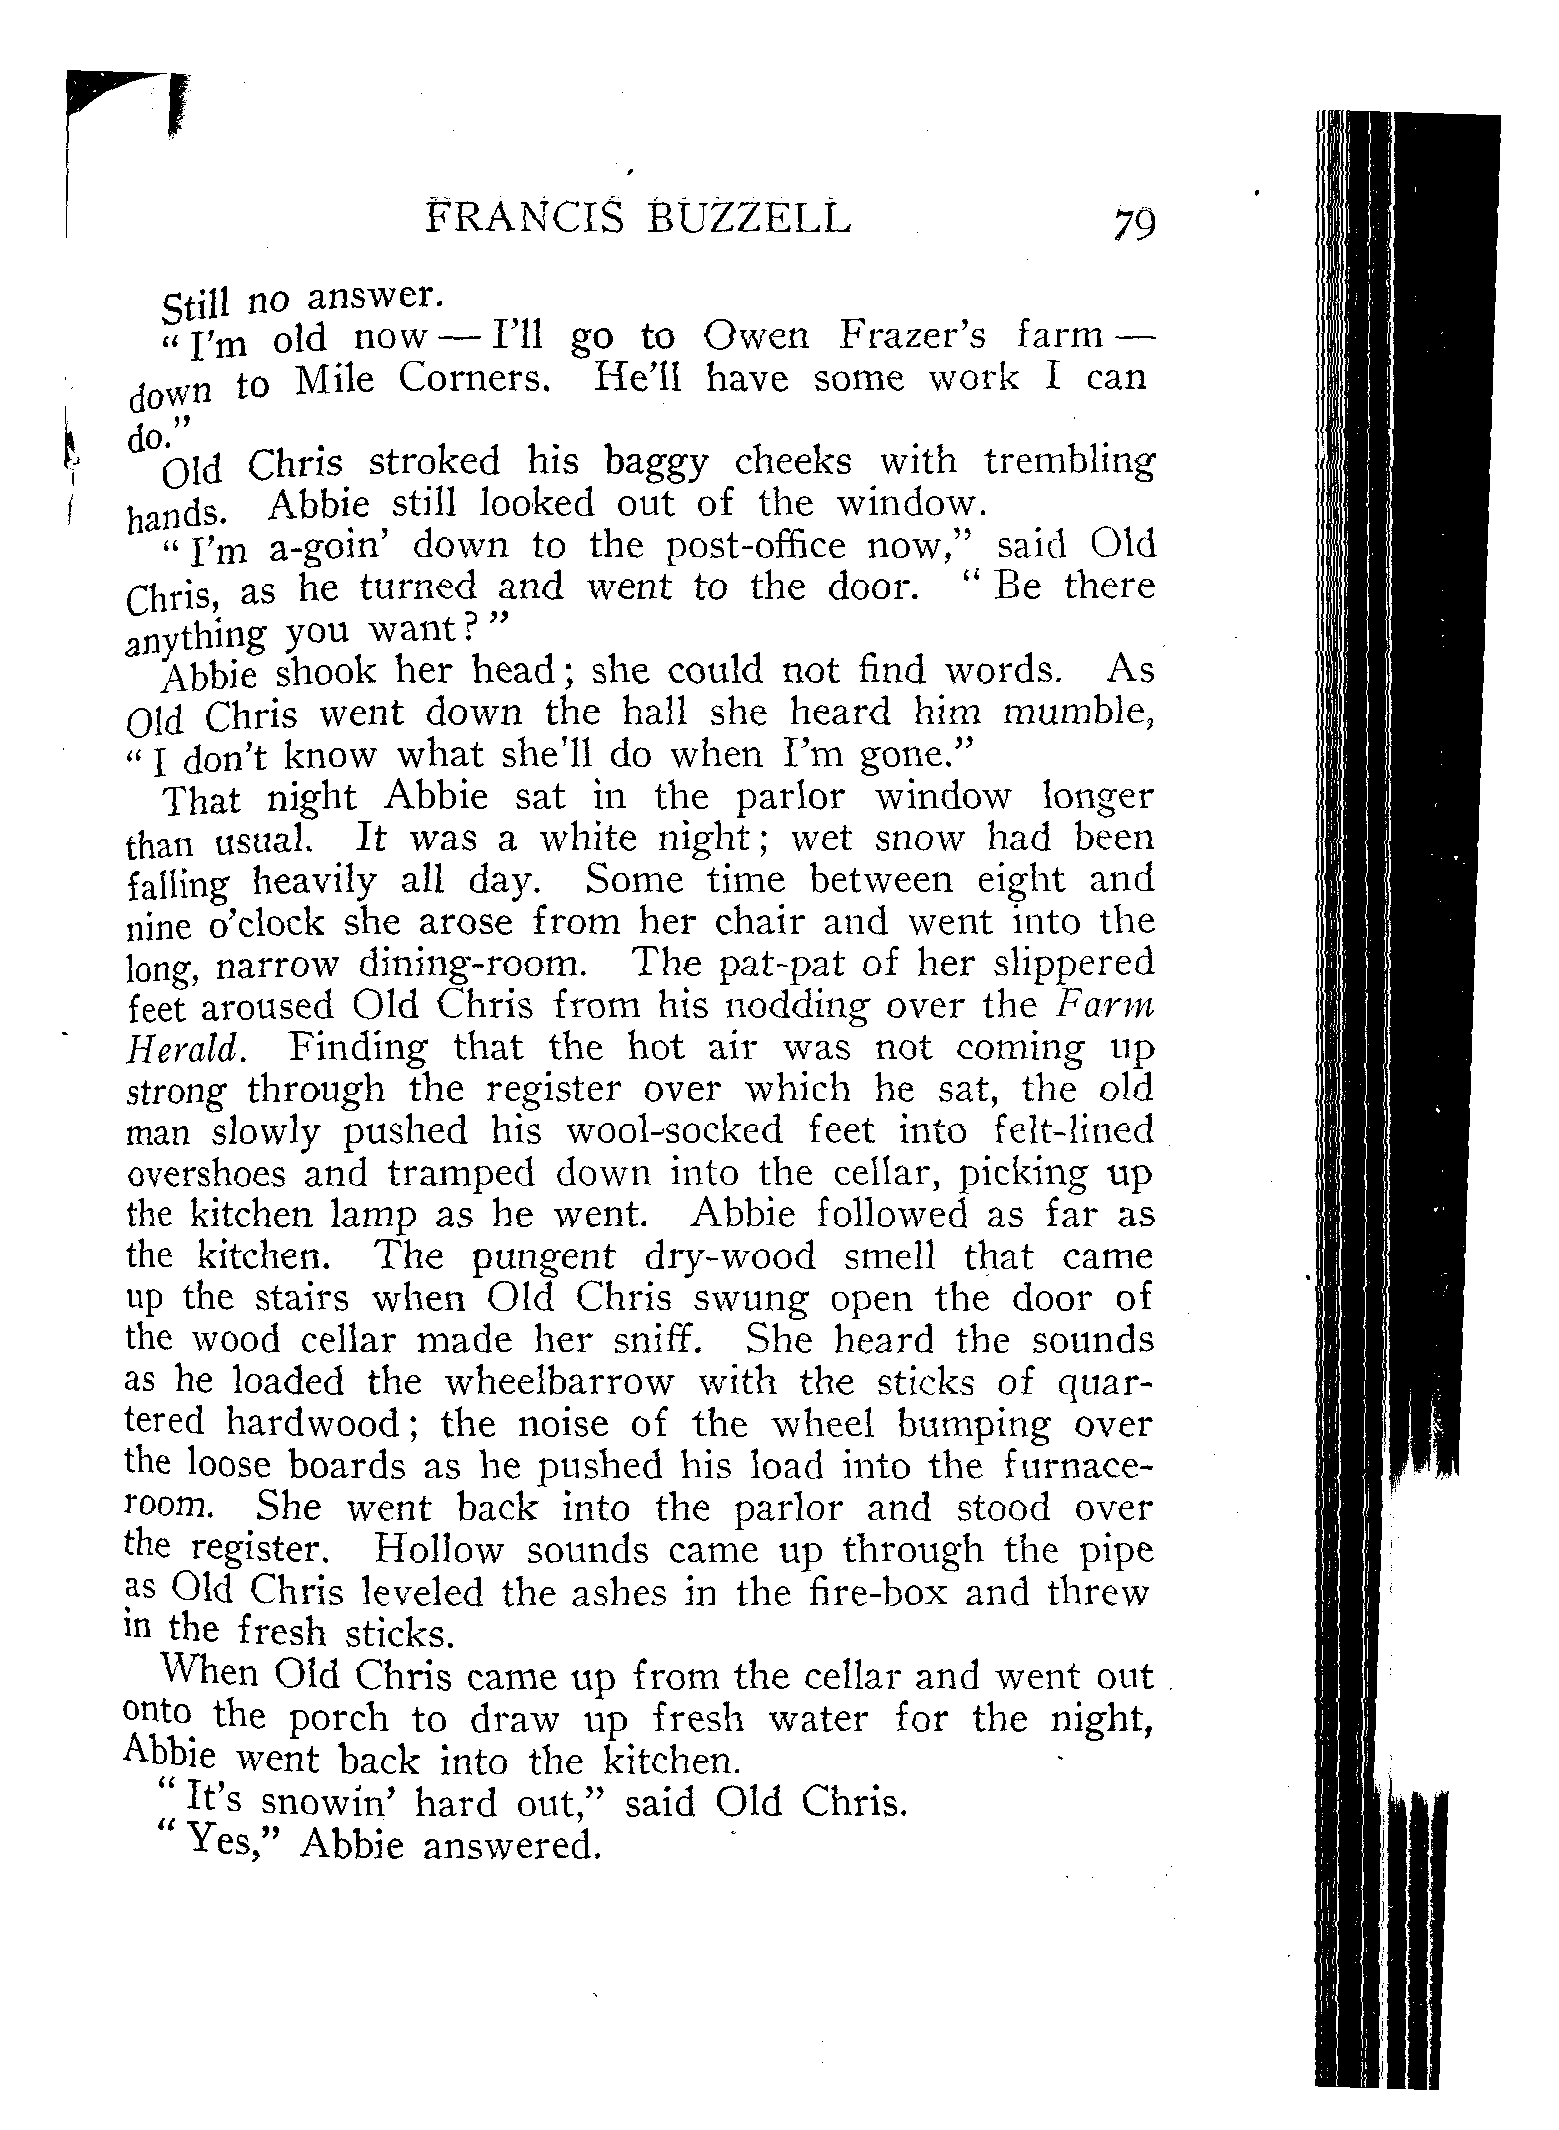 FRANCIS BUZZELL 79
Still no answer.
“ I’m old now — I’ll go to Owen Frazer’s farm —
down to Mile Corners. He’ll have some work I can
do.”
Old Chris stroked his baggy cheeks with trembling
hands. Abbie still looked out of the window.
“ I’m a-goin’ down to the post-office now,” said Old
Chris, as he turned and went to the door. “ Be there
anything you want? ”
Abbie shook her head; she could not find words. As
Old Chris went down the hall she heard him mumble,
“ I don’t know what she’ll do when I’m gone.”
That night Abbie sat in the parlor window longer
than usual. It was a white night; wet snow had been
falling heavily all day. Some time between eight and
nine o’clock she arose from her chair and went into the
long, narrow dining-room. The pat-pat of her slippered
feet aroused Old Chris from his nodding over the Farm
Herald. Finding that the hot air was not coming up
strong through the register over which he sat, the old
man slowly pushed his wool-socked feet into felt-lined
overshoes and tramped down into the cellar, picking up
the kitchen lamp as he went. Abbie followed as far as
the kitchen. The pungent dry-wood smell that came
up the stairs when Old Chris swung open the door of
the wood cellar made her sniff. She heard the sounds
as he loaded the wheelbarrow with the sticks of quar-
tered hardwood; the noise of the wheel bumping over
the loose boards as he pushed his load into the furnace-
room. She went back into the parlor and stood over
the register. Hollow sounds came up through the pipe
as Old Chris leveled the ashes in the fire-box and threw
in the fresh sticks.
When Old Chris came up from the cellar and went out
onto the porch to draw up fresh water for the night,
Abbie went back into the kitchen.
“ It’s snowin’ hard out,” said Old Chris.
“ Yes,” Abbie answered.